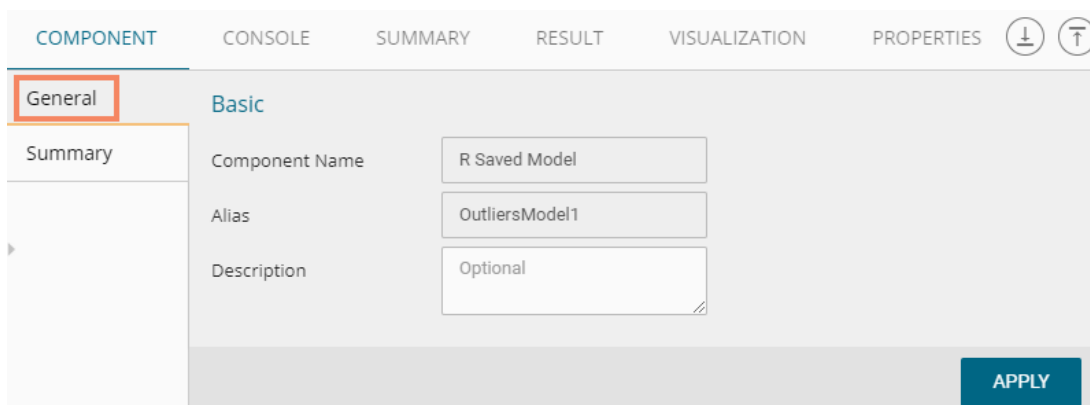 COMPONENT CONSOLE SUMMARY RESULT VISUALIZATION PROPERTIES
General
Summary
Basic
Component Name R Saved Model
Alias OutliersModel1
Description Optional
APPLY